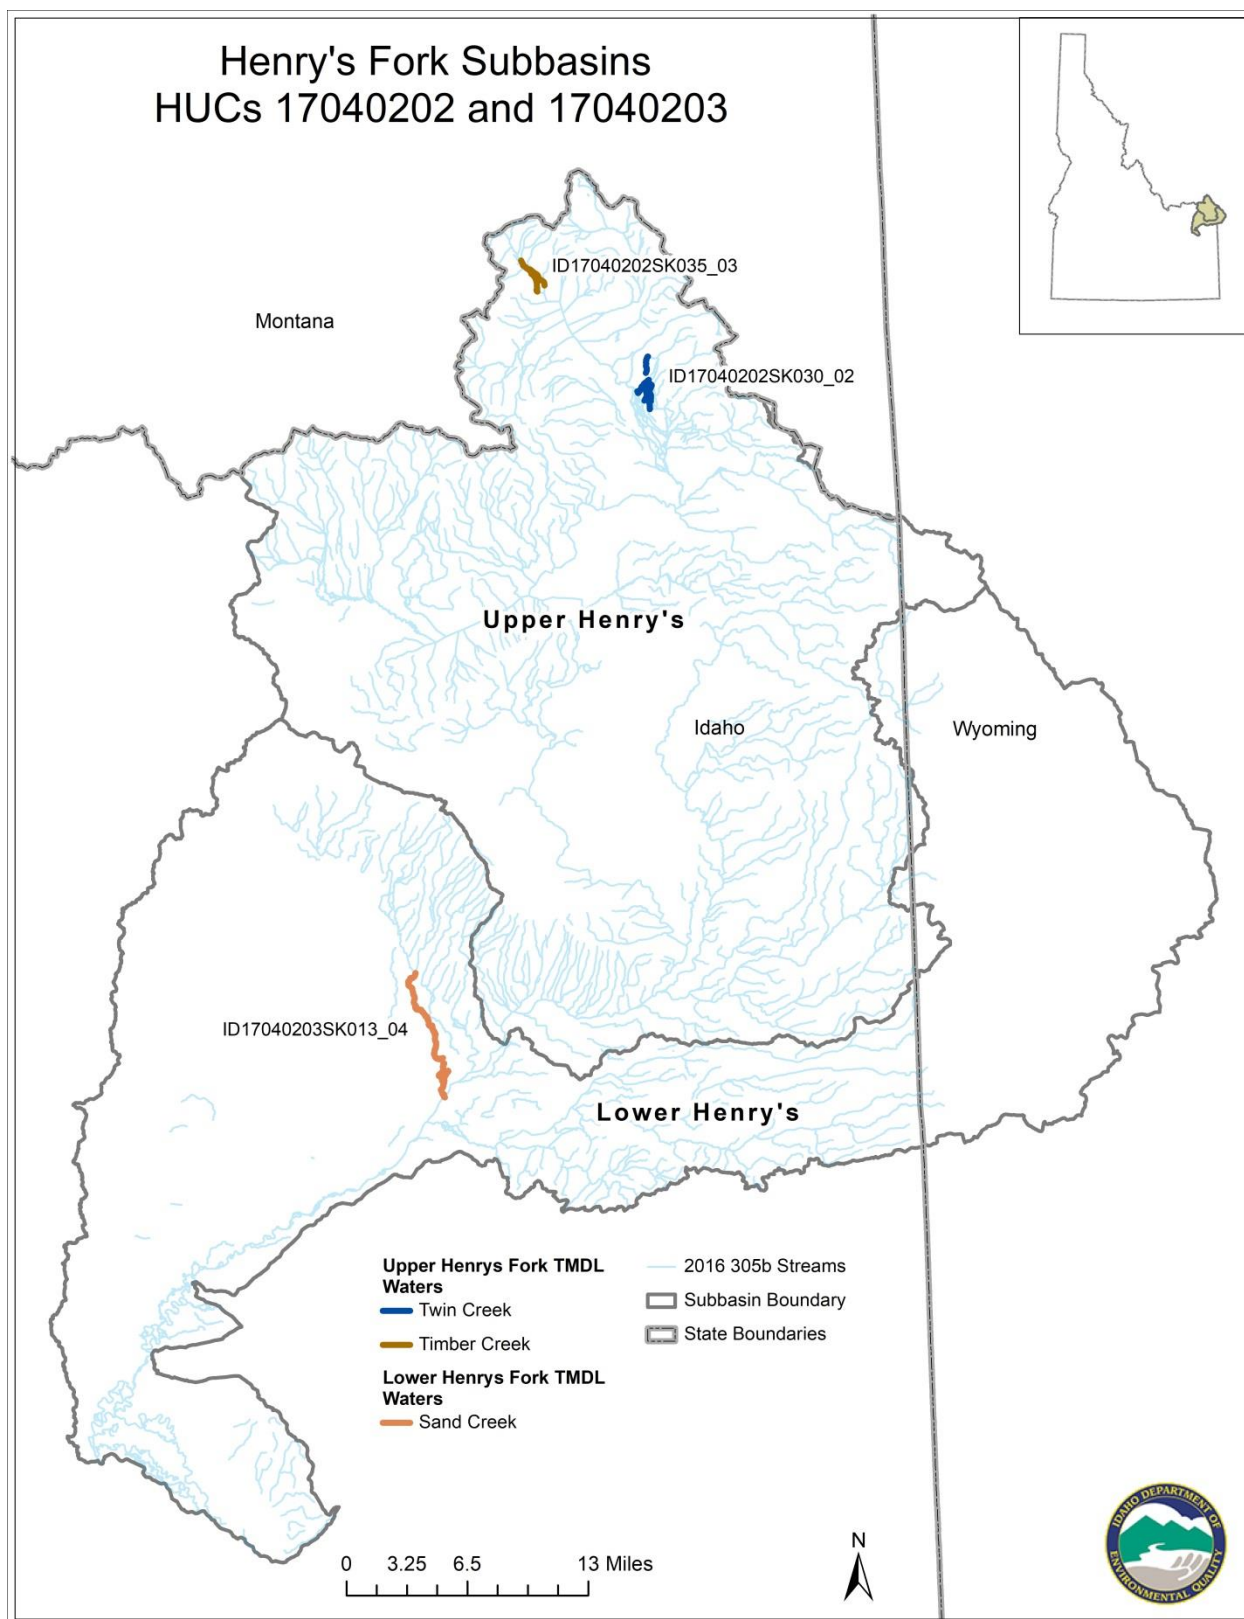 Henry's Fork Subbasins
HUCs 17040202 and 17040203
ID17040202SK035_03
Montana
ID17040202SK030_02
Upper Henry's
Idaho
Wyoming
ID17040203SK013_04
Lower Henry's
Upper Henrys Fork TMDL
Waters
Twin Creek
Timber Creek
Lower Henrys Fork TMDL
Waters
Sand Creek
2016 305b Streams
Subbasin Boundary
State Boundaries
0 3.25 6.5 13 Miles
N
IDAHO DEPARTMENT OF
ENVIRONMENTAL QUALITY